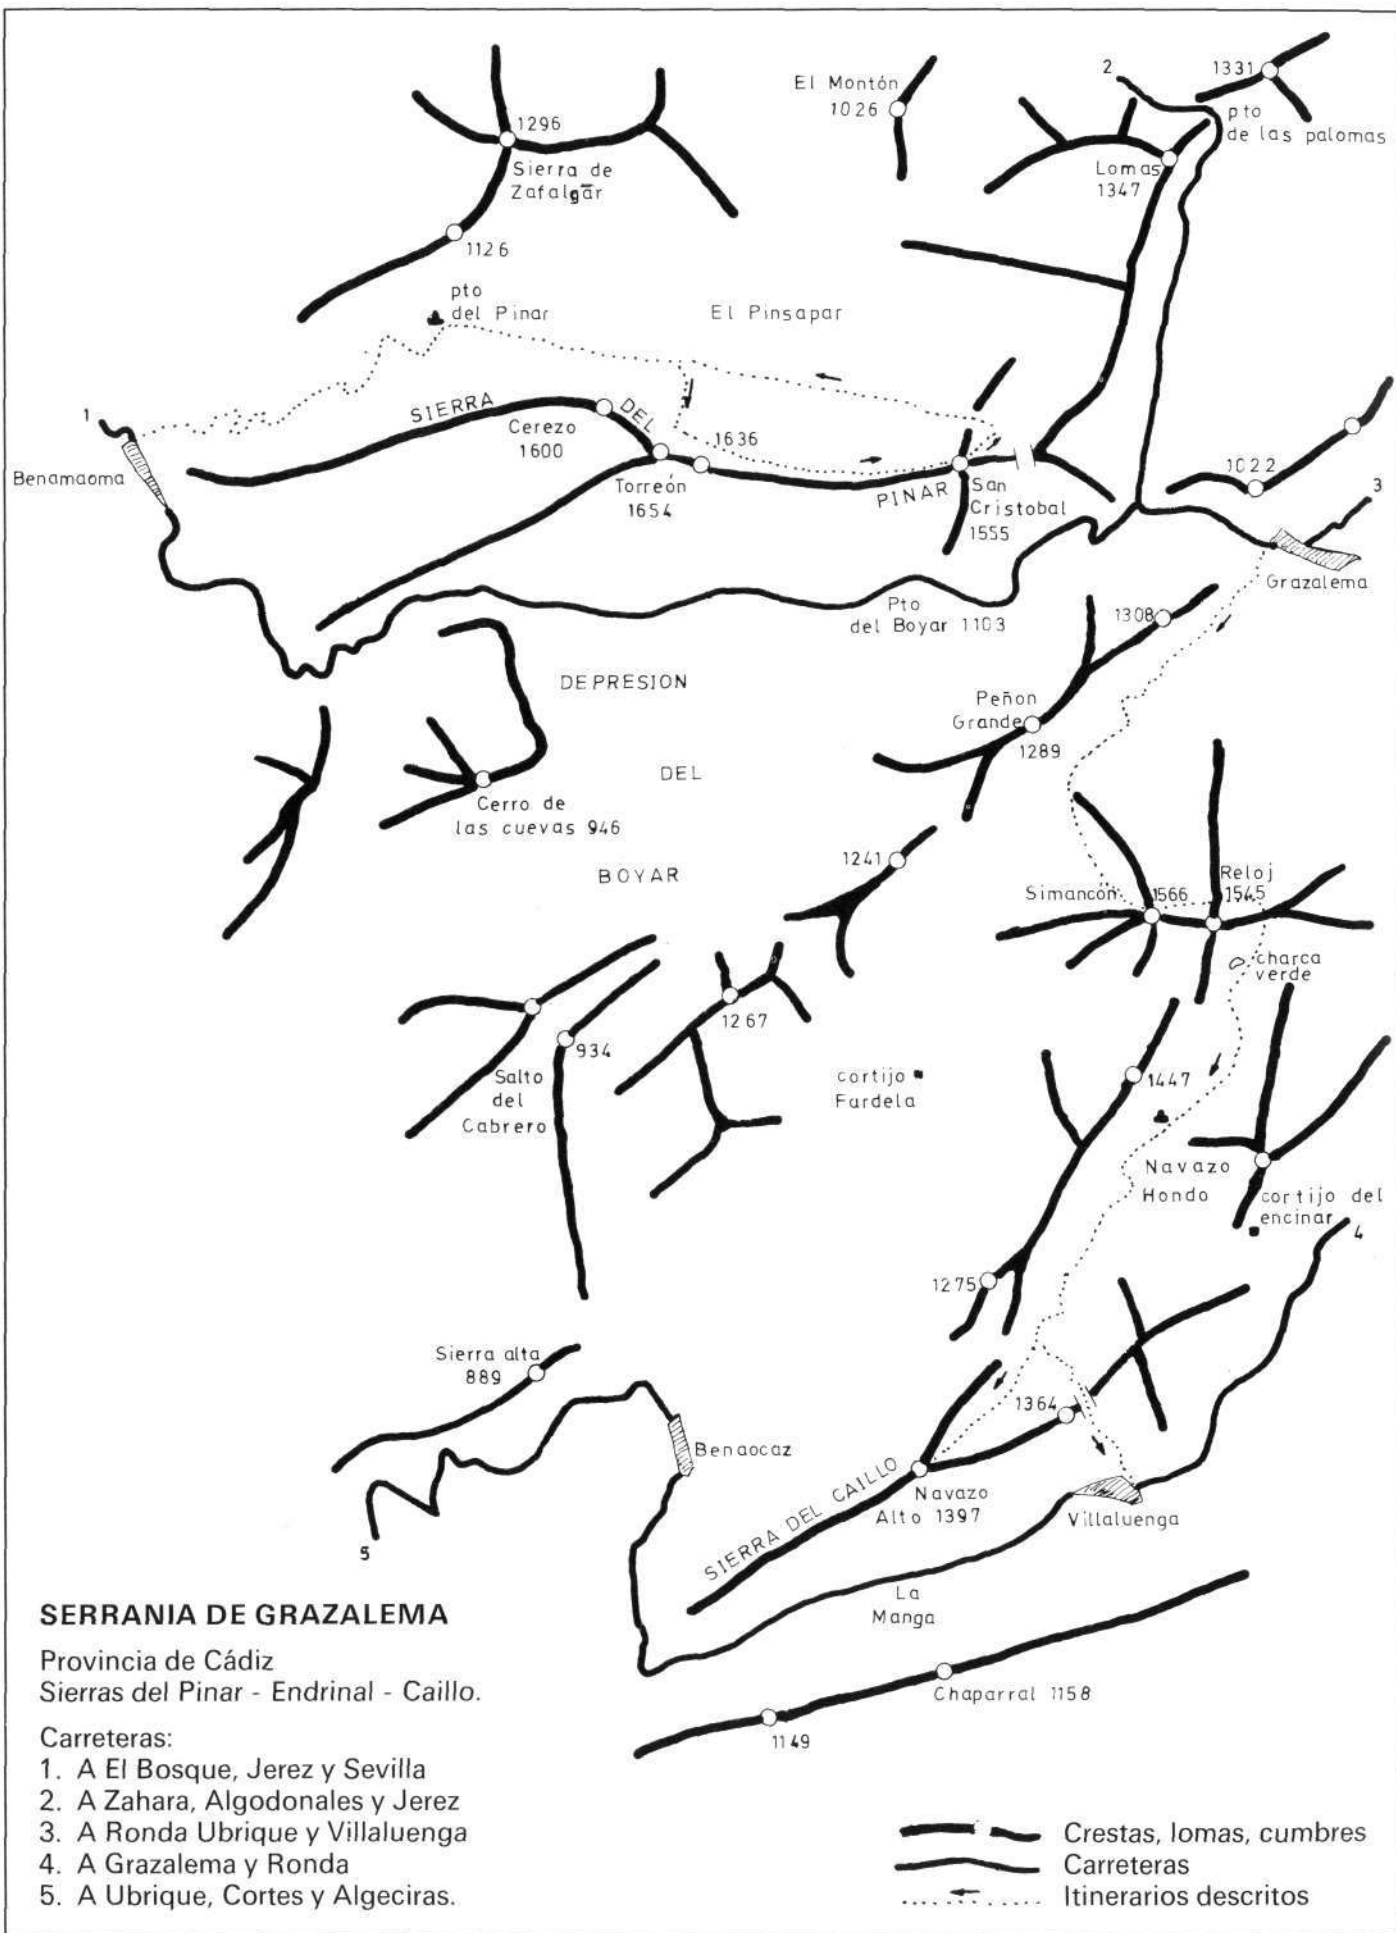 2
1331
El Montón
1026
pto
de las palomas
1296
Sierra de
Zafalgar
Lomas
1347
1126
pto
del Pinar
El Pinsapar
1
SIERRA DEL PINAR
Cerezo
1600
1636
Benamaoma
Torreón
1654
San
Cristobal
1555
1022
3
Grazalema
Pto
del Boyar 1103
1308
DEPRESION
DEL
BOYAR
Peñon
Grande
1289
Cerro de
las cuevas 946
1241
Simancón
1566
Reloj
1545
charca
verde
1267
934
Salto
del
Cabrero
cortijo
Fardela
1447
Navazo
Hondo
cortijo del
encinar
4
1275
Sierra alta
889
1364
Benaocaz
SIERRA DEL CAILLO
Navazo
Alto 1397
Villaluenga
5
La
Manga
Chaparral 1158
1149
SERRANIA DE GRAZALEMA
Provincia de Cádiz
Sierras del Pinar - Endrinal - Caillo.
Carreteras:
1. A El Bosque, Jerez y Sevilla
2. A Zahara, Algodonales y Jerez
3. A Ronda Ubrique y Villaluenga
4. A Grazalema y Ronda
5. A Ubrique, Cortes y Algeciras.
Crestas, lomas, cumbres
Carreteras
Itinerarios descritos